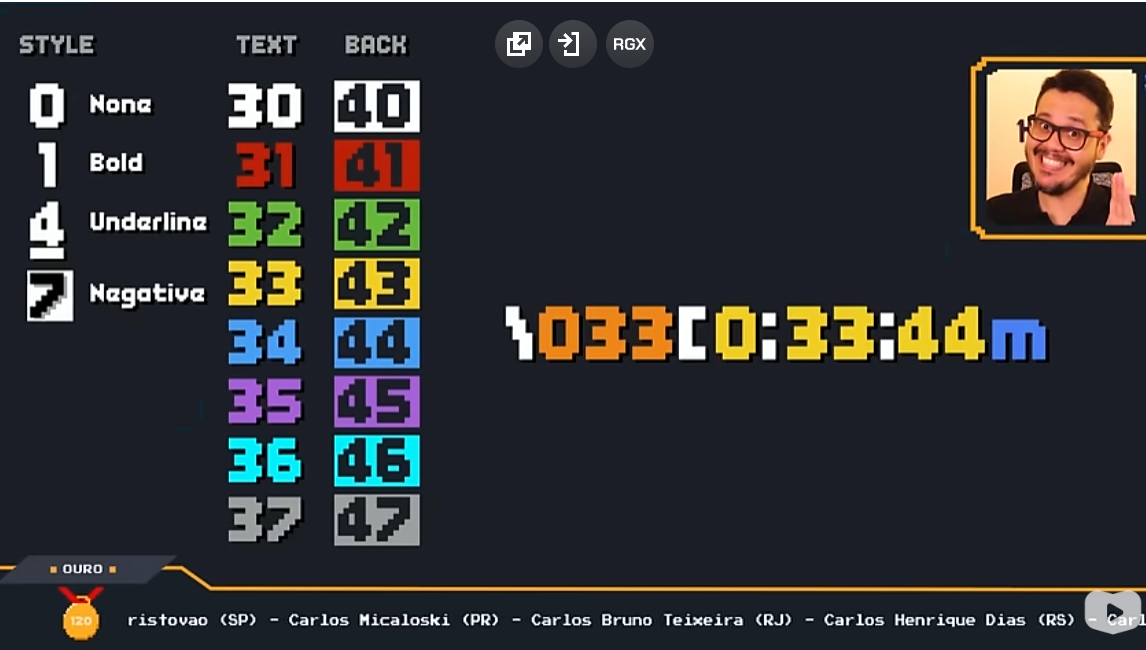 STYLE TEXT BACK RGX
0 None 30 40
1 Bold 31 41
4 Underline 32 42
7 Negative 33 43
34 44
\033[0:33:44m
35 45
36 46
37 47
OURO
120
ristovao (SP) - Carlos Micaloski (PR) - Carlos Bruno Teixeira (RJ) - Carlos Henrique Dias (RS) - Carl